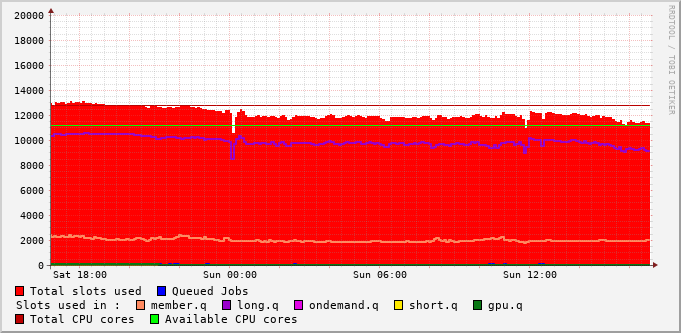 RRDTOOL / TOBI OETIKER
20000
18000
16000
14000
12000
10000
8000
6000
4000
2000
0
Sat 18:00 Sun 00:00 Sun 06:00 Sun 12:00
Total slots used Queued Jobs
Slots used in : member.q long.q ondemand.q short.q gpu.q
Total CPU cores Available CPU cores